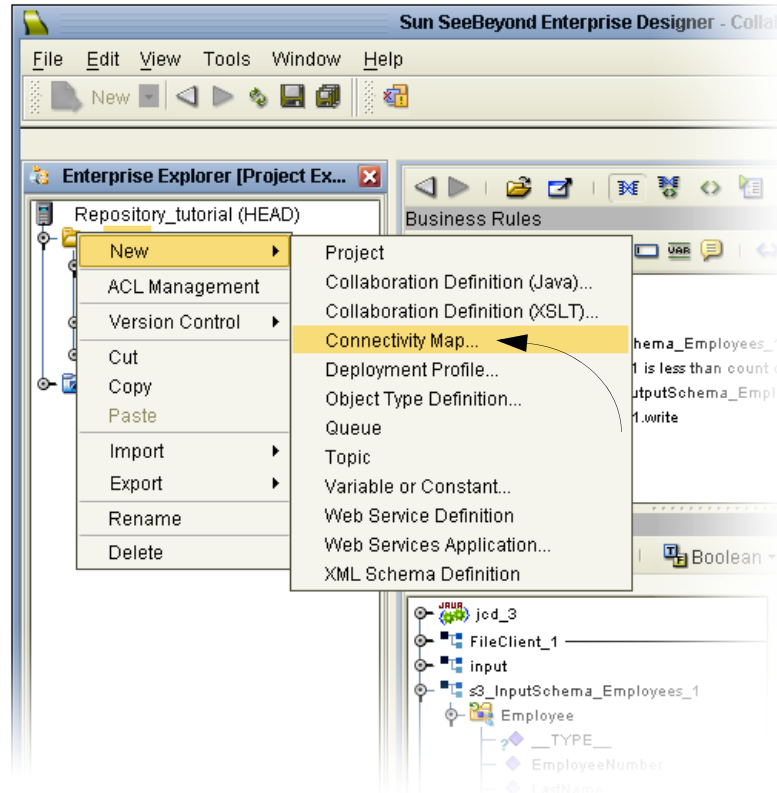 Sun SeeBeyond Enterprise Designer - Colla
File Edit View Tools Window Help
New
Enterprise Explorer [Project Ex...
Repository_tutorial (HEAD)
Business Rules
New
ACL Management
Version Control
Cut
Copy
Paste
Import
Export
Rename
Delete
Project
Collaboration Definition (Java)...
Collaboration Definition (XSLT)...
Connectivity Map...
Deployment Profile...
Object Type Definition...
Queue
Topic
Variable or Constant...
Web Service Definition
Web Services Application...
XML Schema Definition
VAR
hema_Employees_1
1 is less than count
utputSchema_Empl
1.write
Boolean
JAVA
jcd_3
FileClient_1
input
s3_InputSchema_Employees_1
Employee
__TYPE__
EmployeeNumber
LastName